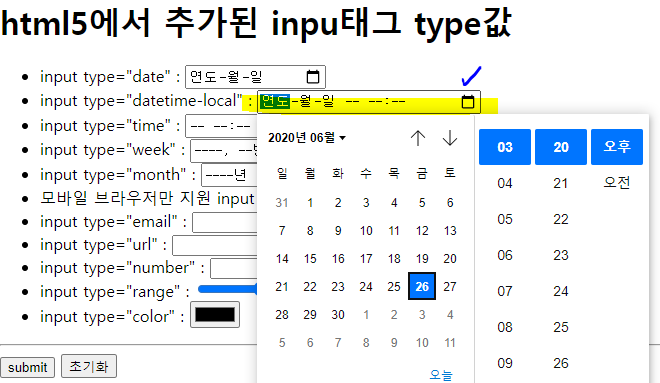 html5에서 추가된 inpu태그 type값
input type="date" : 연도-월-일
input type="datetime-local" : 연도-월-일 -- --:--
input type="time" : -- --:--
input type="week" : ----, --번
input type="month" : ----년
모바일 브라우저만 지원 input
input type="email" :
input type="url" :
input type="number" :
input type="range" :
input type="color" :
submit 초기화
2020년 06월
일 월 화 수 목 금 토
31 1 2 3 4 5 6
7 8 9 10 11 12 13
14 15 16 17 18 19 20
21 22 23 24 25 26 27
28 29 30 1 2 3 4
5 6 7 8 9 10 11
오늘
03 20 오후
04 21 오전
05 22
06 23
07 24
08 25
09 26